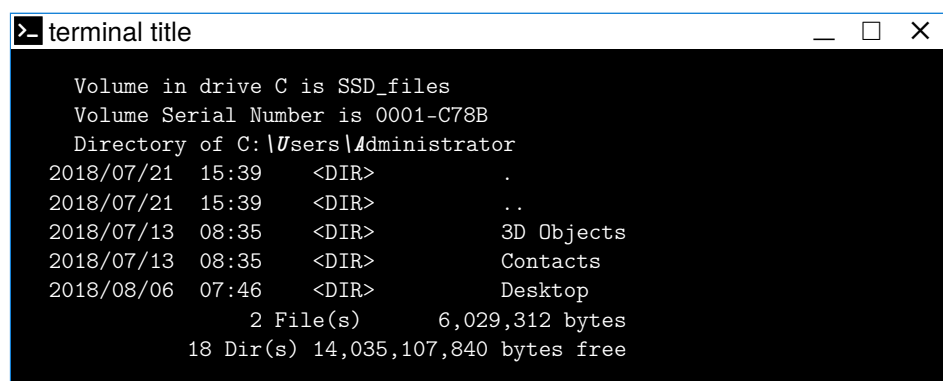 terminal title
Volume in drive C is SSD_files
Volume Serial Number is 0001-C78B
Directory of C:\Users\Administrator
2018/07/21  15:39    <DIR>          .
2018/07/21  15:39    <DIR>          ..
2018/07/13  08:35    <DIR>          3D Objects
2018/07/13  08:35    <DIR>          Contacts
2018/08/06  07:46    <DIR>          Desktop
2 File(s)      6,029,312 bytes
18 Dir(s) 14,035,107,840 bytes free